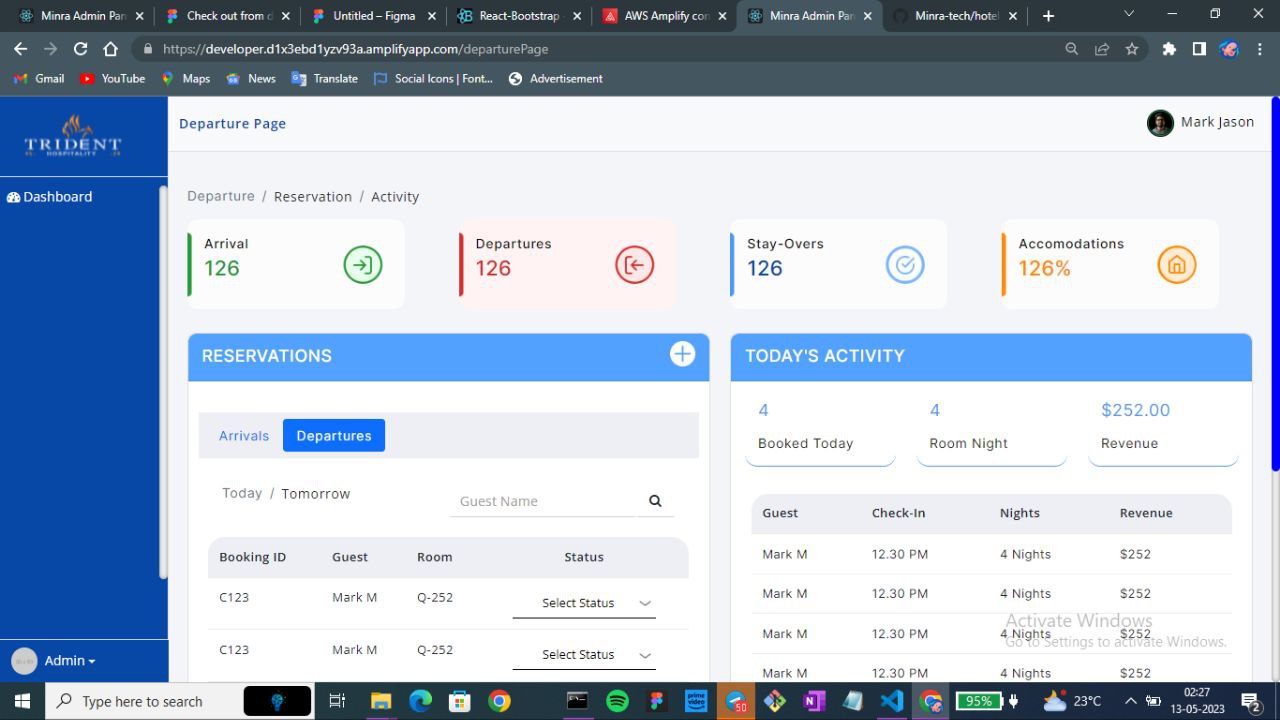 Minra Admin Pan
Check out from d
Untitled – Figma
React-Bootstrap
AWS Amplify con
Minra Admin Pan
Minra-tech/hotel
https://developer.d1x3ebd1yzv93a.amplifyapp.com/departurePage
Gmail
YouTube
Maps
News
Translate
Social Icons | Font...
Advertisement
TRIDENT
HOSPITALITY
Departure Page
Mark Jason
Dashboard
Departure / Reservation / Activity
Arrival
126
Departures
126
Stay-Overs
126
Accomodations
126%
RESERVATIONS
Arrivals
Departures
Today / Tomorrow
Guest Name
Booking ID Guest Room Status
C123 Mark M Q-252 Select Status
C123 Mark M Q-252 Select Status
TODAY'S ACTIVITY
4
Booked Today
4
Room Night
$252.00
Revenue
Guest Check-In Nights Revenue
Mark M 12.30 PM 4 Nights $252
Mark M 12.30 PM 4 Nights $252
Mark M 12.30 PM 4 Nights $252
Mark M 12.30 PM 4 Nights $252
Activate Windows
Go to Settings to activate Windows.
Admin
Type here to search
prime video
95%
23°C
02:27
13-05-2023
2